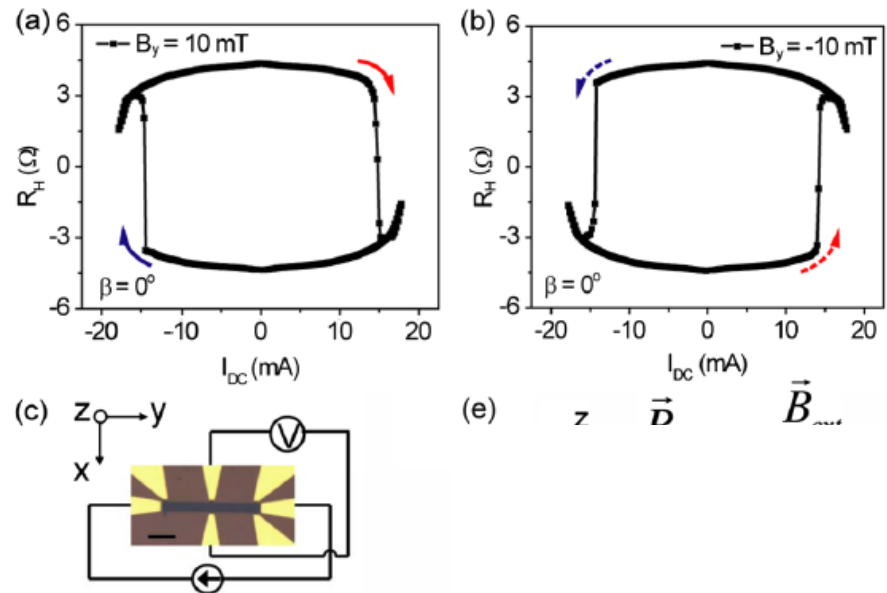 (a)
B_y = 10 mT
R_H (Ω)
6
3
0
-3
-6
β = 0°
-20 -10 0 10 20
I_DC (mA)
(b)
B_y = -10 mT
R_H (Ω)
6
3
0
-3
-6
β = 0°
-20 -10 0 10 20
I_DC (mA)
(c)
z y
x
V
(e)
z